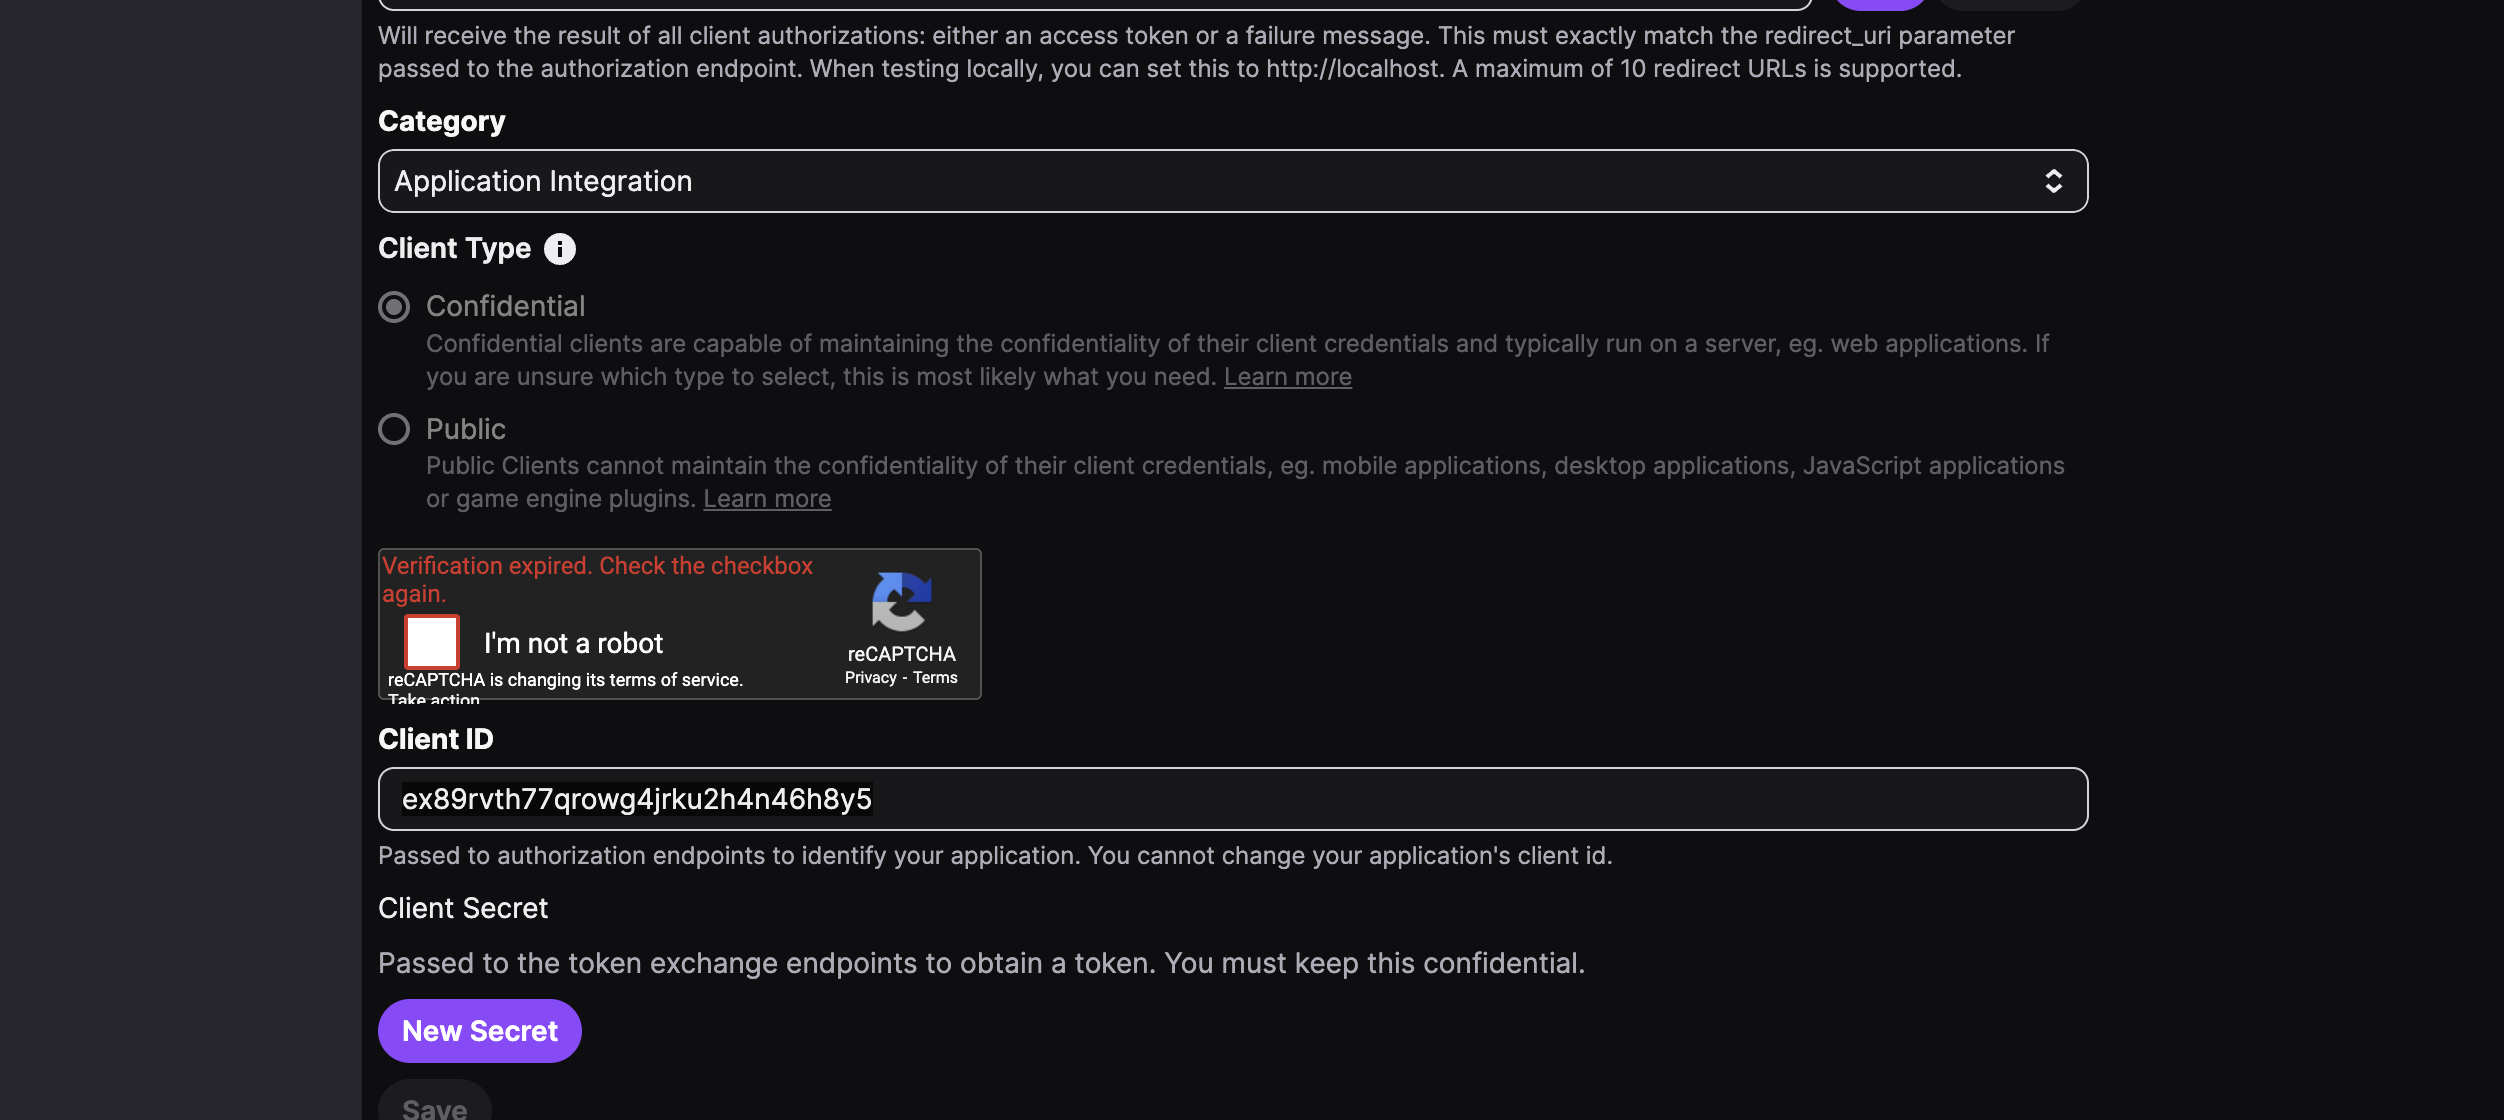 Will receive the result of all client authorizations: either an access token or a failure message. This must exactly match the redirect_uri parameter
passed to the authorization endpoint. When testing locally, you can set this to http://localhost. A maximum of 10 redirect URLs is supported.
Category
Application Integration
Client Type
Confidential
Confidential clients are capable of maintaining the confidentiality of their client credentials and typically run on a server, eg. web applications. If
you are unsure which type to select, this is most likely what you need. Learn more
Public
Public Clients cannot maintain the confidentiality of their client credentials, eg. mobile applications, desktop applications, JavaScript applications
or game engine plugins. Learn more
Verification expired. Check the checkbox
again.
I'm not a robot
reCAPTCHA
Privacy - Terms
reCAPTCHA is changing its terms of service.
Take action
Client ID
ex89rvth77qrowg4jrku2h4n46h8y5
Passed to authorization endpoints to identify your application. You cannot change your application's client id.
Client Secret
Passed to the token exchange endpoints to obtain a token. You must keep this confidential.
New Secret
Save